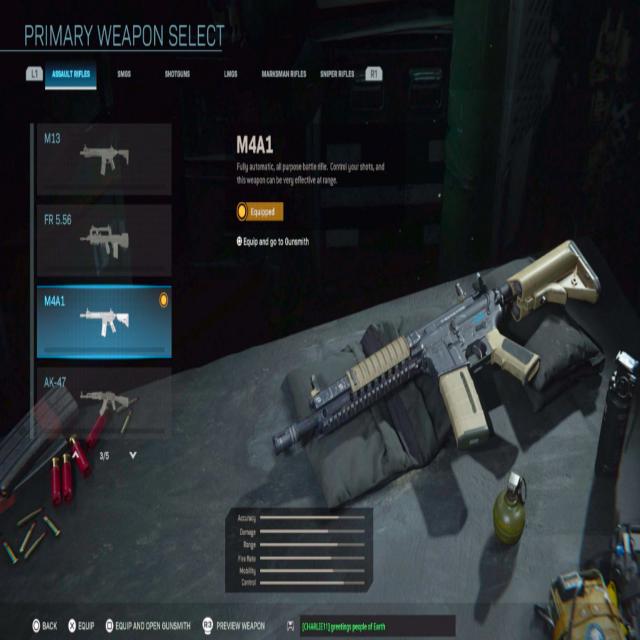 PRIMARY WEAPON SELECT
L1 ASSAULT RIFLES SMGS SHOTGUNS LMGS MARKSMAN RIFLES SNIPER RIFLES R1
M13
FR 5.56
M4A1
AK-47
3/5
M4A1
Fully automatic, all purpose battle rifle. Control your shots, and
this weapon can be very effective at range.
Equipped
Equip and go to Gunsmith
Accuracy
Damage
Range
Fire Rate
Mobility
Control
BACK EQUIP EQUIP AND OPEN GUNSMITH R3 PREVIEW WEAPON
[CHARLIE11] greetings people of Earth